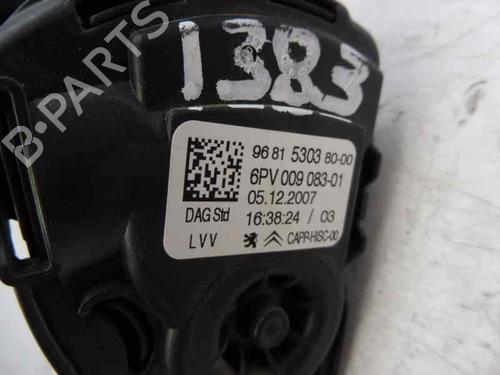 1383
B-PARTS
96 81 5303 80-00
6PV 009 083-01
05.12.2007
DAG Std 16:38:24 / 03
LVV CAPP-HISC-00